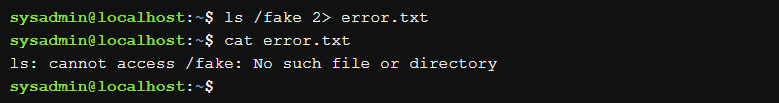 sysadmin@localhost:~$ ls /fake 2> error.txt
sysadmin@localhost:~$ cat error.txt
ls: cannot access /fake: No such file or directory
sysadmin@localhost:~$